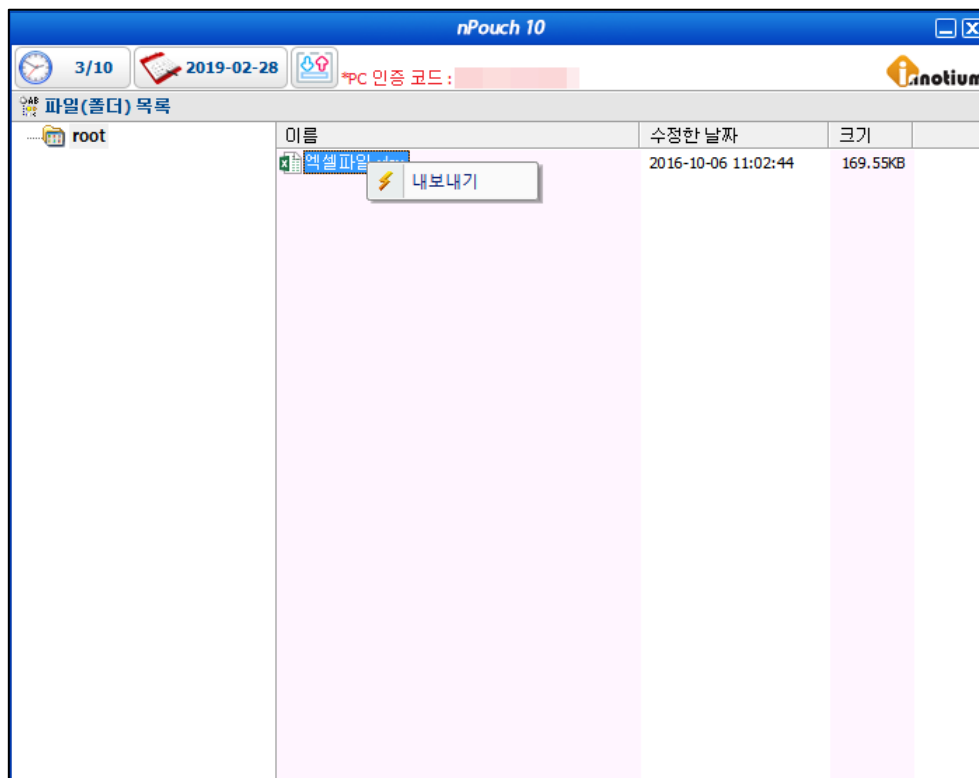 nPouch 10
3/10
2019-02-28
*PC 인증 코드 :
inotium
파일(폴더) 목록
root
이름
수정한 날짜
크기
엑셀파일
2016-10-06 11:02:44
169.55KB
내보내기